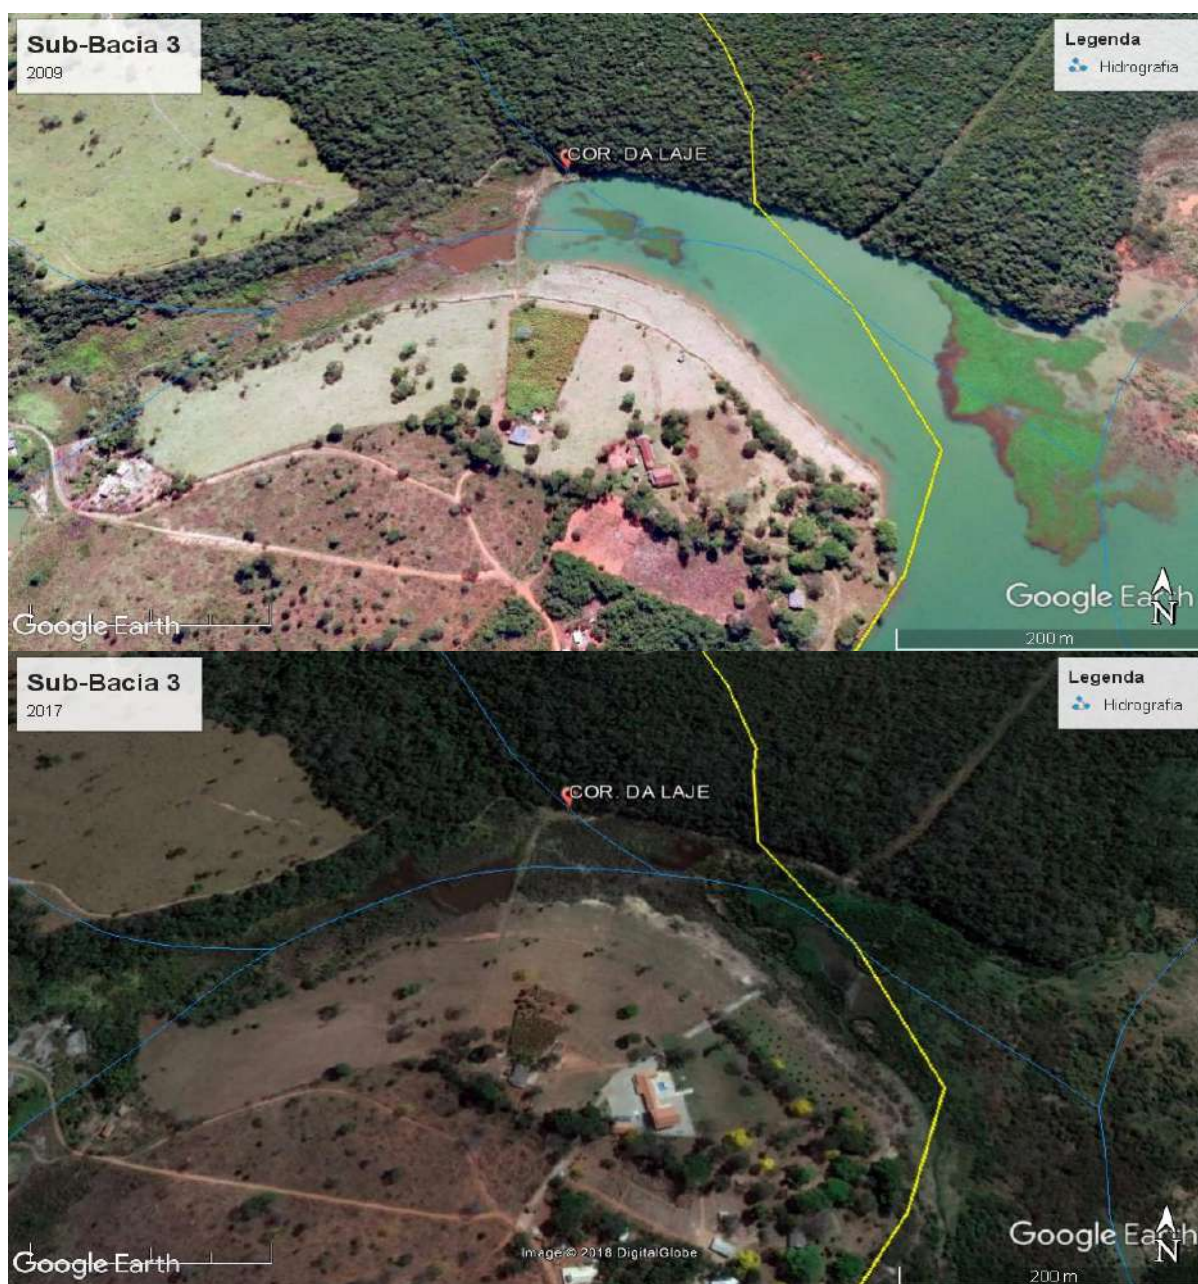 Sub-Bacia 3
2009
Legenda
Hidrografia
COR. DA LAJE
Google Earth
N
Google Earth
200 m
Sub-Bacia 3
2017
Legenda
Hidrografia
COR. DA LAJE
Image © 2018 DigitalGlobe
Google Earth
N
Google Earth
200 m